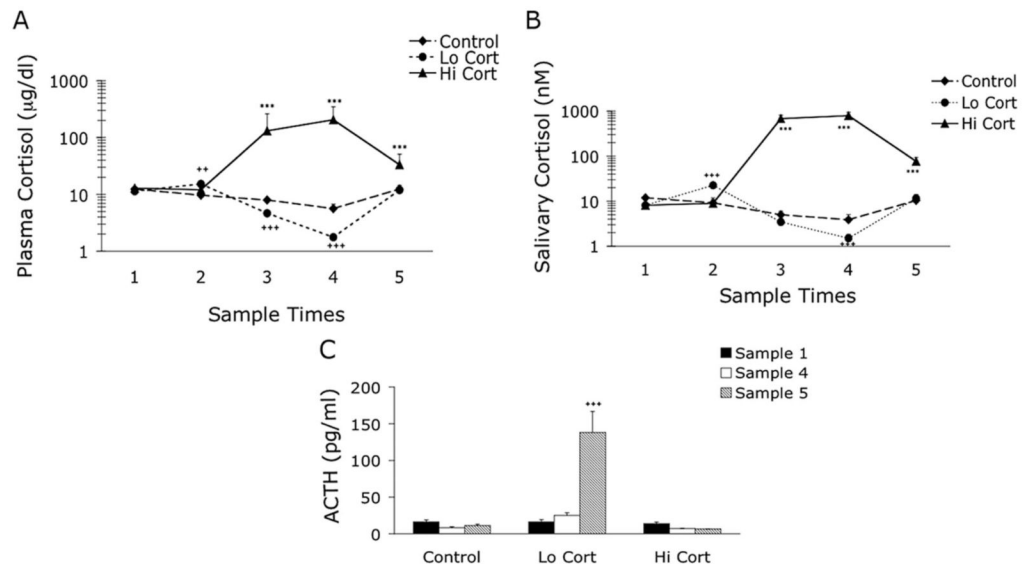 A
Control
Lo Cort
Hi Cort
Plasma Cortisol (μg/dl)
1000
100
10
1
***
***
***
++
+++
+++
1 2 3 4 5
Sample Times
B
Control
Lo Cort
Hi Cort
Salivary Cortisol (nM)
1000
100
10
1
***
***
***
+++
+++
1 2 3 4 5
Sample Times
C
Sample 1
Sample 4
Sample 5
ACTH (pg/ml)
200
150
100
50
0
+++
Control Lo Cort Hi Cort